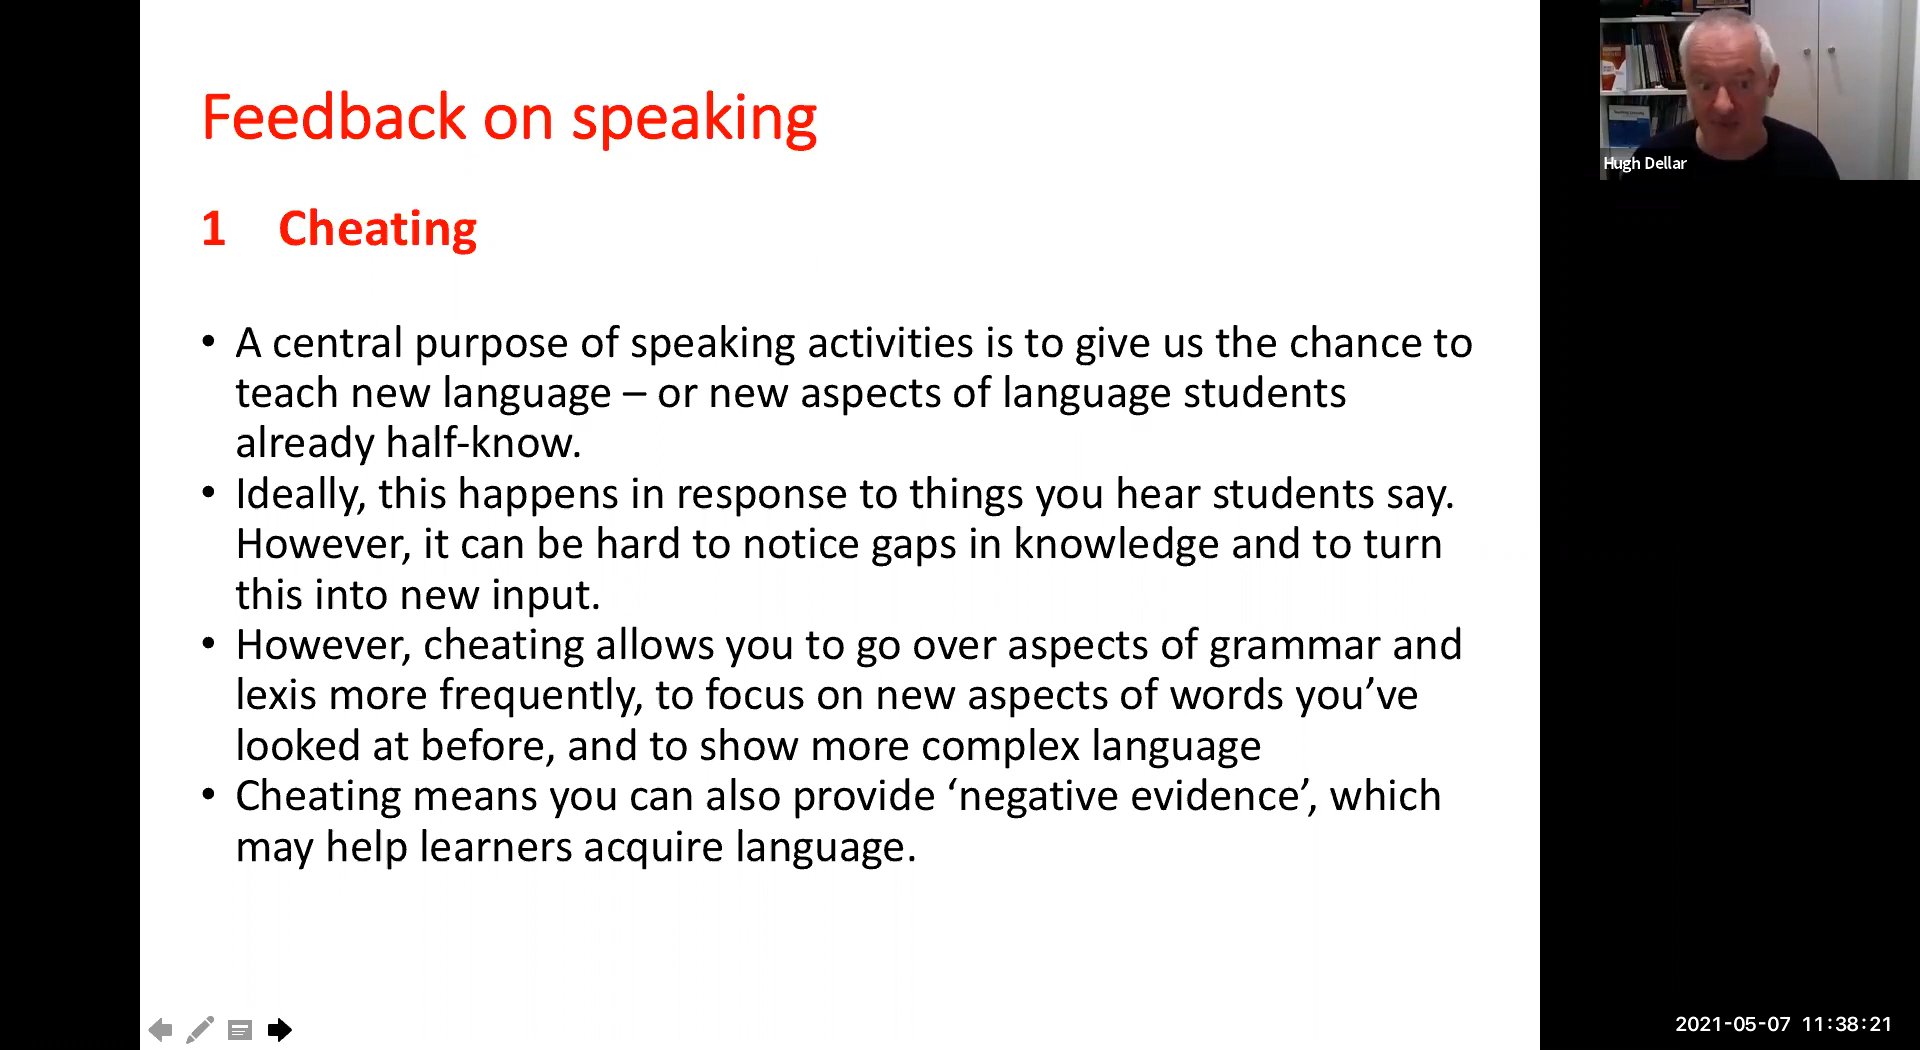 Feedback on speaking
1 Cheating
• A central purpose of speaking activities is to give us the chance to
teach new language – or new aspects of language students
already half-know.
• Ideally, this happens in response to things you hear students say.
However, it can be hard to notice gaps in knowledge and to turn
this into new input.
• However, cheating allows you to go over aspects of grammar and
lexis more frequently, to focus on new aspects of words you’ve
looked at before, and to show more complex language
• Cheating means you can also provide ‘negative evidence’, which
may help learners acquire language.
Hugh Dellar
2021-05-07 11:38:21